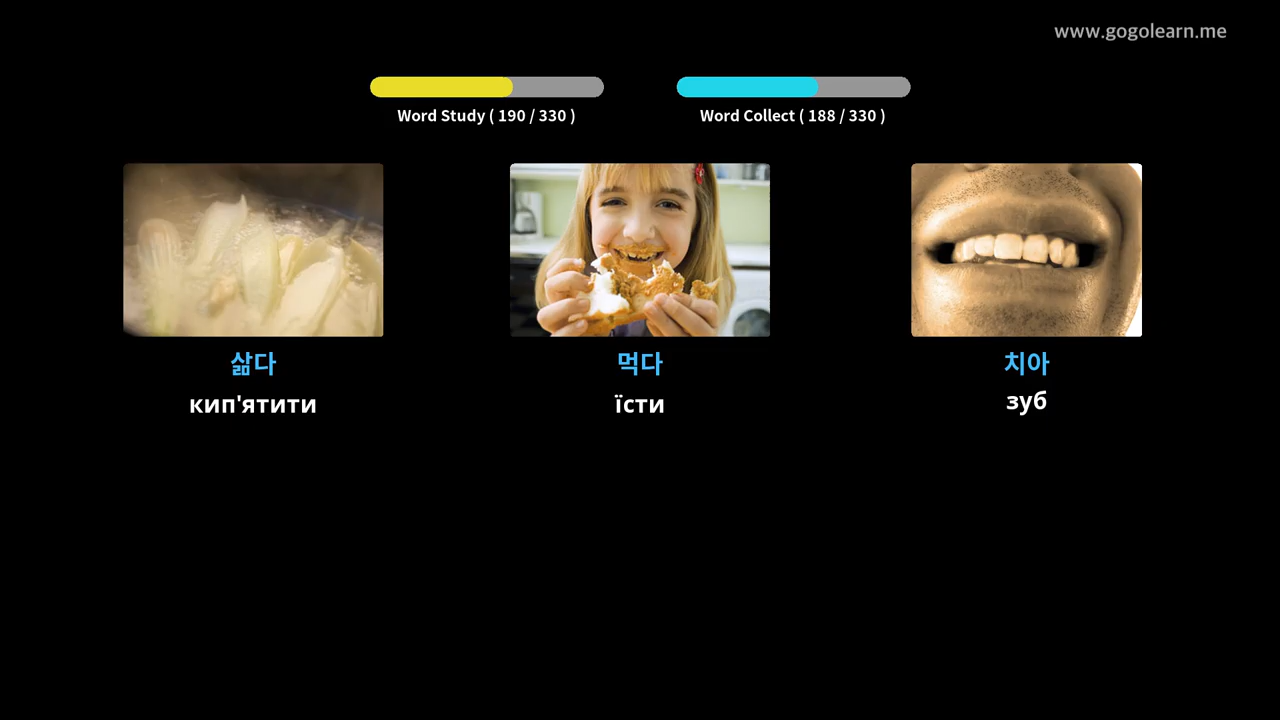 www.gogolearn.me
Word Study ( 190 / 330 )
Word Collect ( 188 / 330 )
삶다
먹다
치아
кип'ятити
їсти
зуб